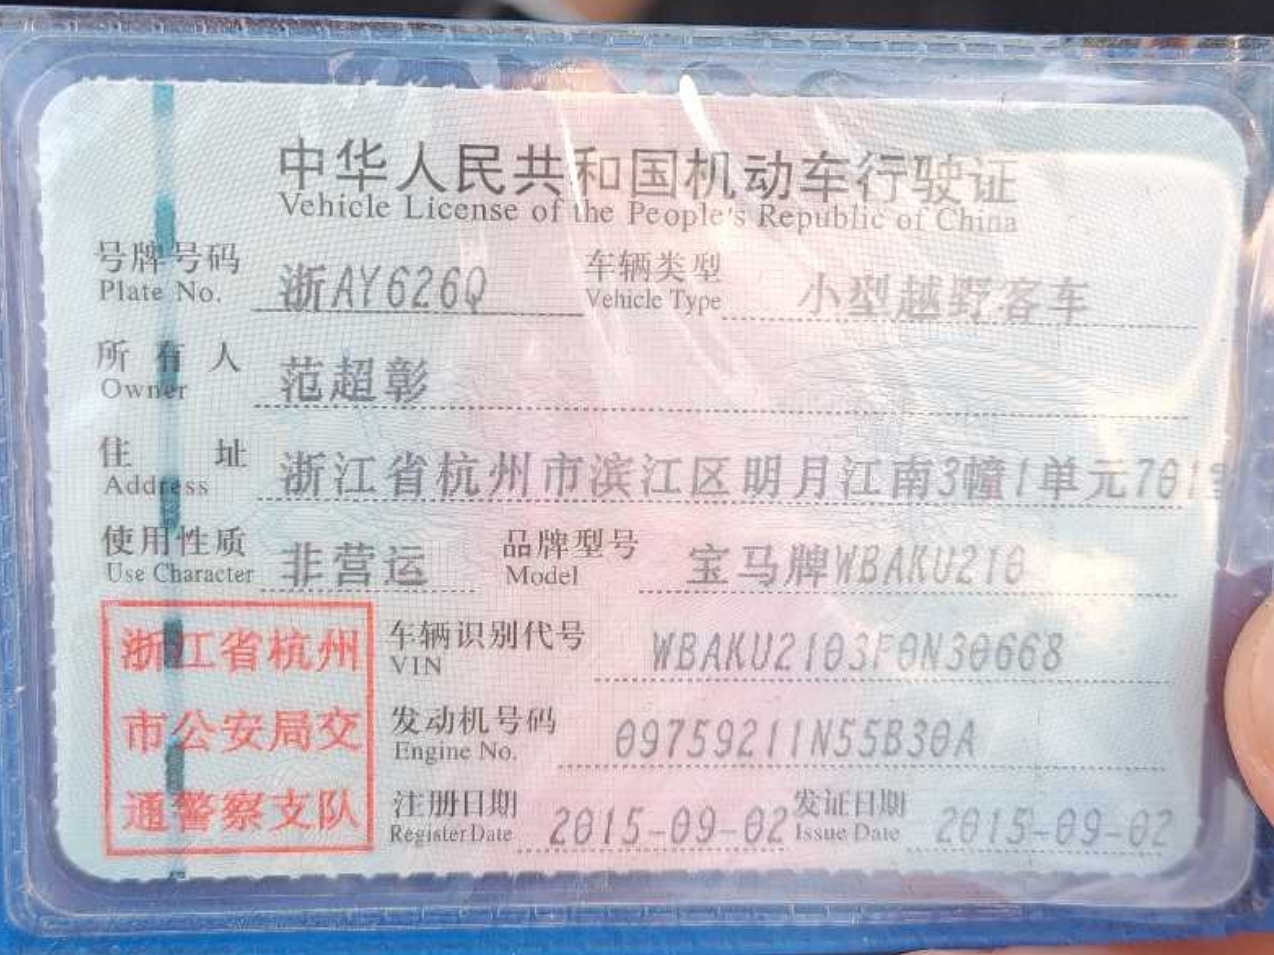 中华人民共和国机动车行驶证
Vehicle License of the People's Republic of China
号牌号码 浙AY626Q 车辆类型 小型越野客车
Plate No. Vehicle Type
所有人 范超彰
Owner
住址 浙江省杭州市滨江区明月江南3幢1单元701室
Address
使用性质 非营运 品牌型号 宝马牌WBAKU210
Use Character Model
浙江省杭州
市公安局交
通警察支队
车辆识别代号 WBAKU2103F0N30668
VIN
发动机号码 09759211N55B30A
Engine No.
注册日期 2015-09-02 发证日期 2015-09-02
Register Date Issue Date